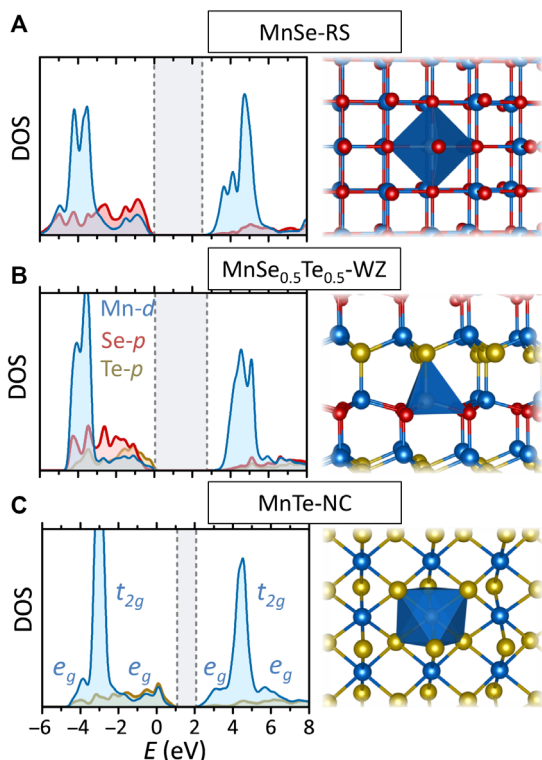 A
MnSe-RS
DOS
B
MnSe0.5Te0.5-WZ
Mn-d
Se-p
Te-p
DOS
C
MnTe-NC
t2g
t2g
eg
eg
eg
eg
DOS
−6 −4 −2 0 2 4 6 8
E (eV)